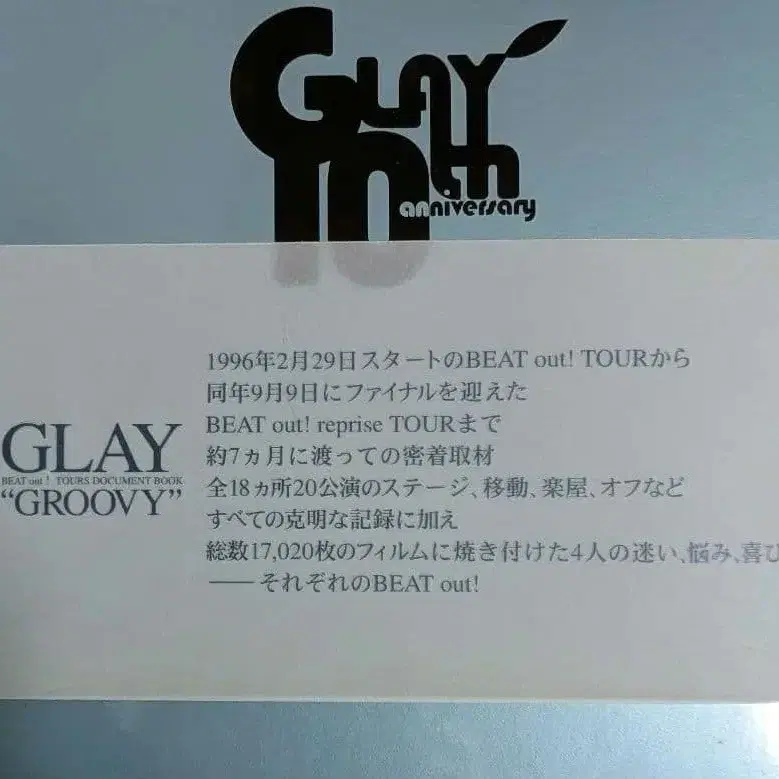 GLAY
10th
anniversary
1996年2月29日スタートのBEAT out! TOURから
同年9月9日にファイナルを迎えた
BEAT out! reprise TOURまで
約7ヵ月に渡っての密着取材
全18ヵ所20公演のステージ、移動、楽屋、オフなど
すべての克明な記録に加え
総数17,020枚のフィルムに焼き付けた4人の迷い、悩み、喜び
──それぞれのBEAT out!
GLAY
BEAT out! TOURS DOCUMENT BOOK
“GROOVY”